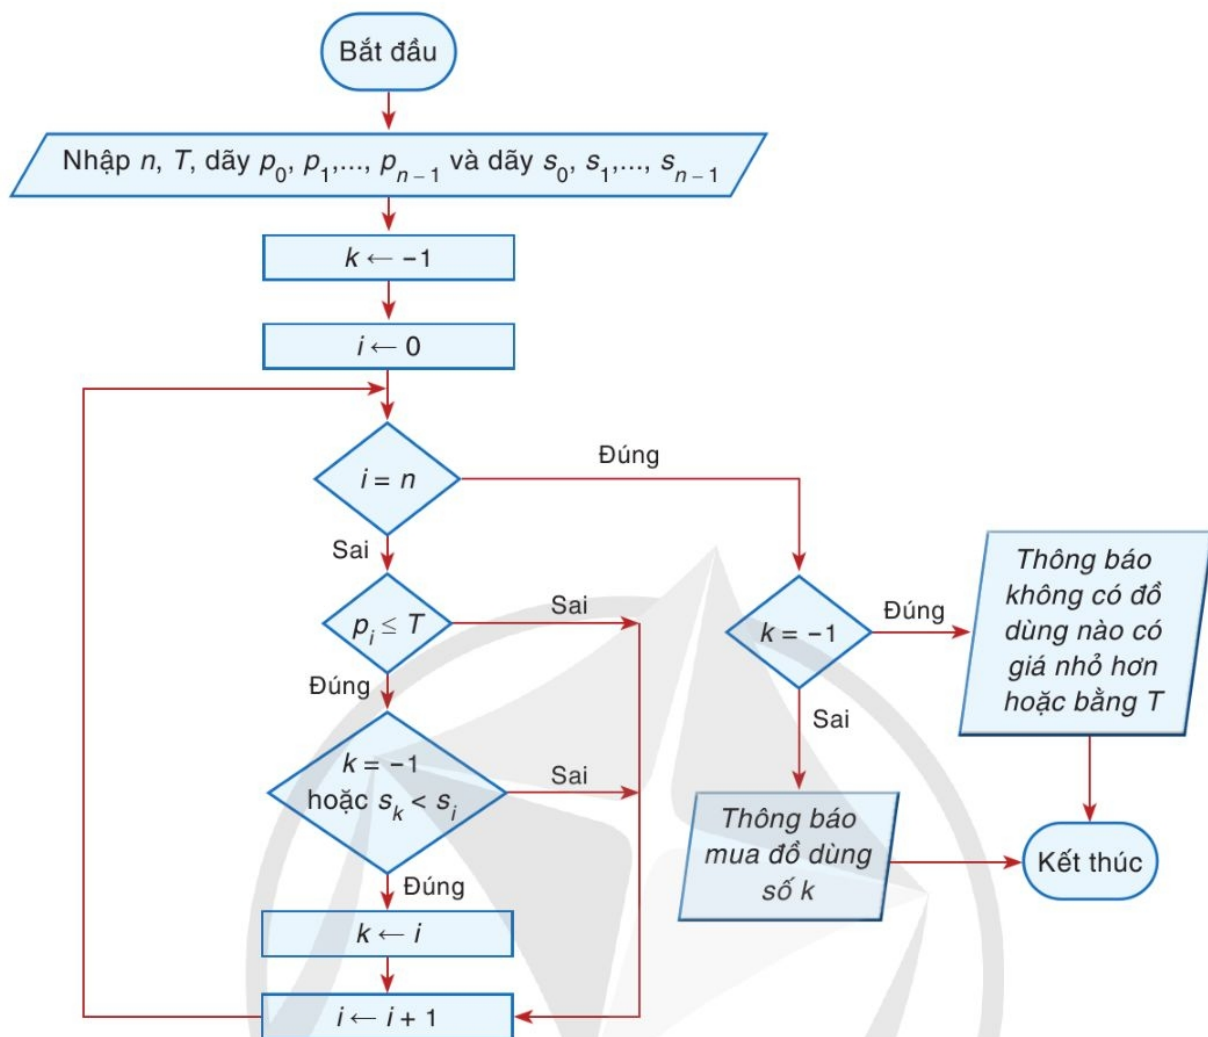 Bắt đầu
Nhập n, T, dãy p₀, p₁,..., pₙ₋₁ và dãy s₀, s₁,..., sₙ₋₁
k ← −1
i ← 0
i = n
Đúng
Sai
pᵢ ≤ T
Sai
Đúng
k = −1
hoặc sₖ < sᵢ
Sai
Đúng
k ← i
i ← i + 1
k = −1
Đúng
Sai
Thông báo
không có đồ
dùng nào có
giá nhỏ hơn
hoặc bằng T
Thông báo
mua đồ dùng
số k
Kết thúc